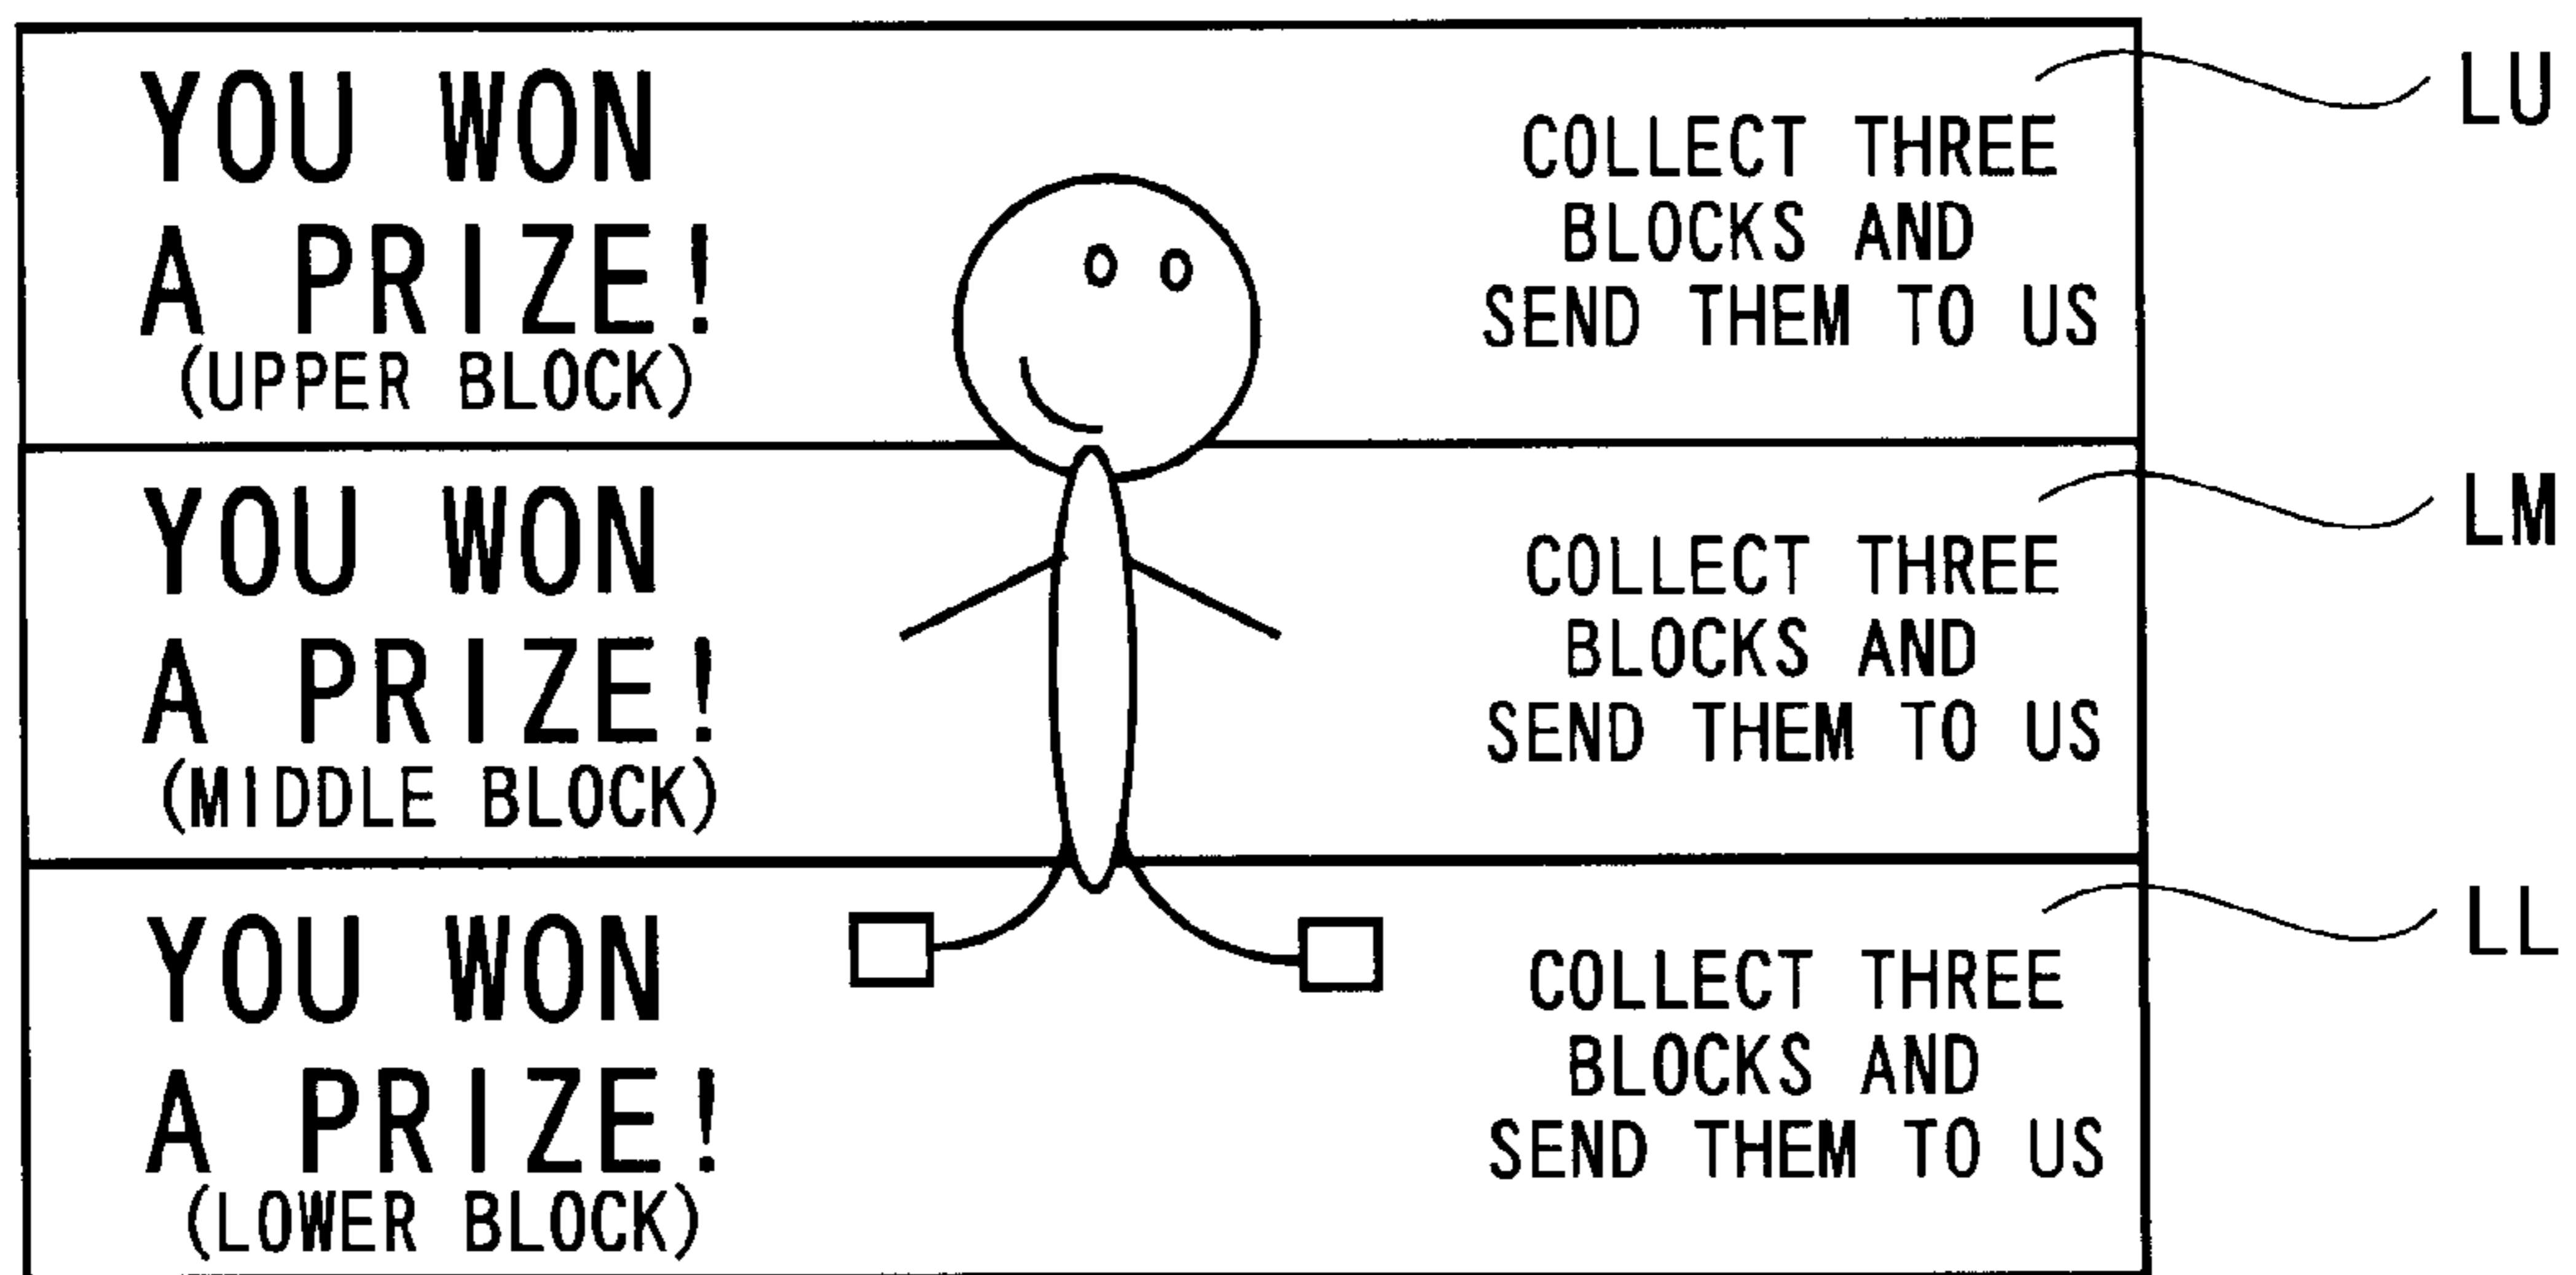 YOU WON
A PRIZE!
(UPPER BLOCK)
COLLECT THREE
BLOCKS AND
SEND THEM TO US
LU
YOU WON
A PRIZE!
(MIDDLE BLOCK)
COLLECT THREE
BLOCKS AND
SEND THEM TO US
LM
YOU WON
A PRIZE!
(LOWER BLOCK)
COLLECT THREE
BLOCKS AND
SEND THEM TO US
LL